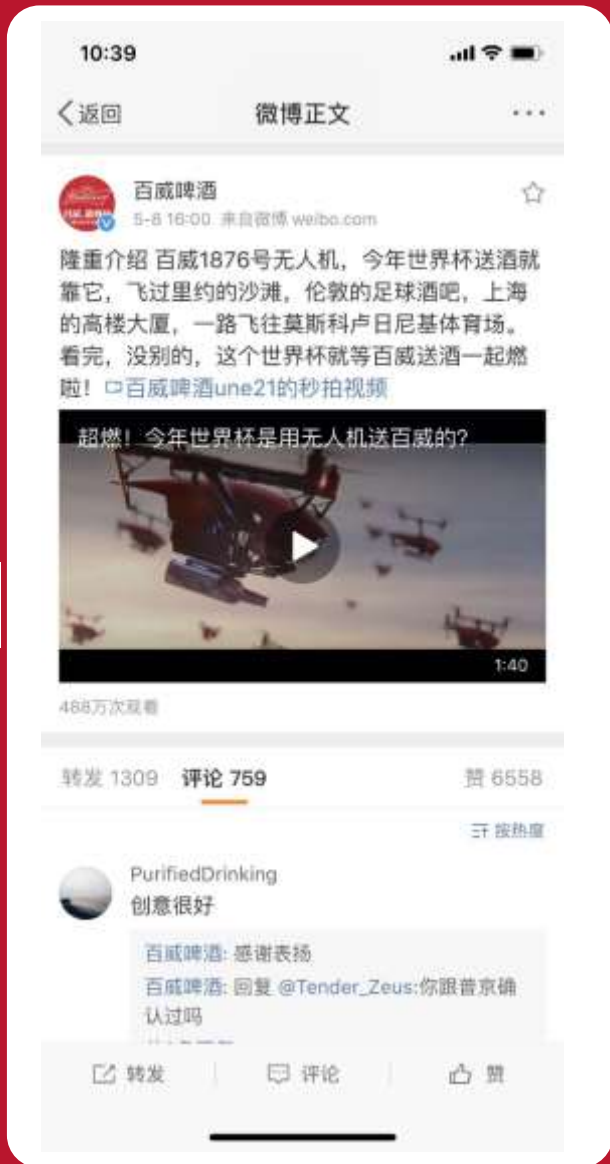 10:39
返回
微博正文
百威啤酒
5-8 16:00 来自微博 weibo.com
隆重介绍 百威1876号无人机，今年世界杯送酒就
靠它，飞过里约的沙滩，伦敦的足球酒吧，上海
的高楼大厦，一路飞往莫斯科卢日尼基体育场。
看完，没别的，这个世界杯就等百威送酒一起燃
啦！百威啤酒une21的秒拍视频
超燃！今年世界杯是用无人机送百威的？
1:40
488万次观看
转发 1309 评论 759 赞 6558
按热度
PurifiedDrinking
创意很好
百威啤酒: 感谢表扬
百威啤酒: 回复 @Tender_Zeus:你跟普京确
认过吗
转发 评论 赞